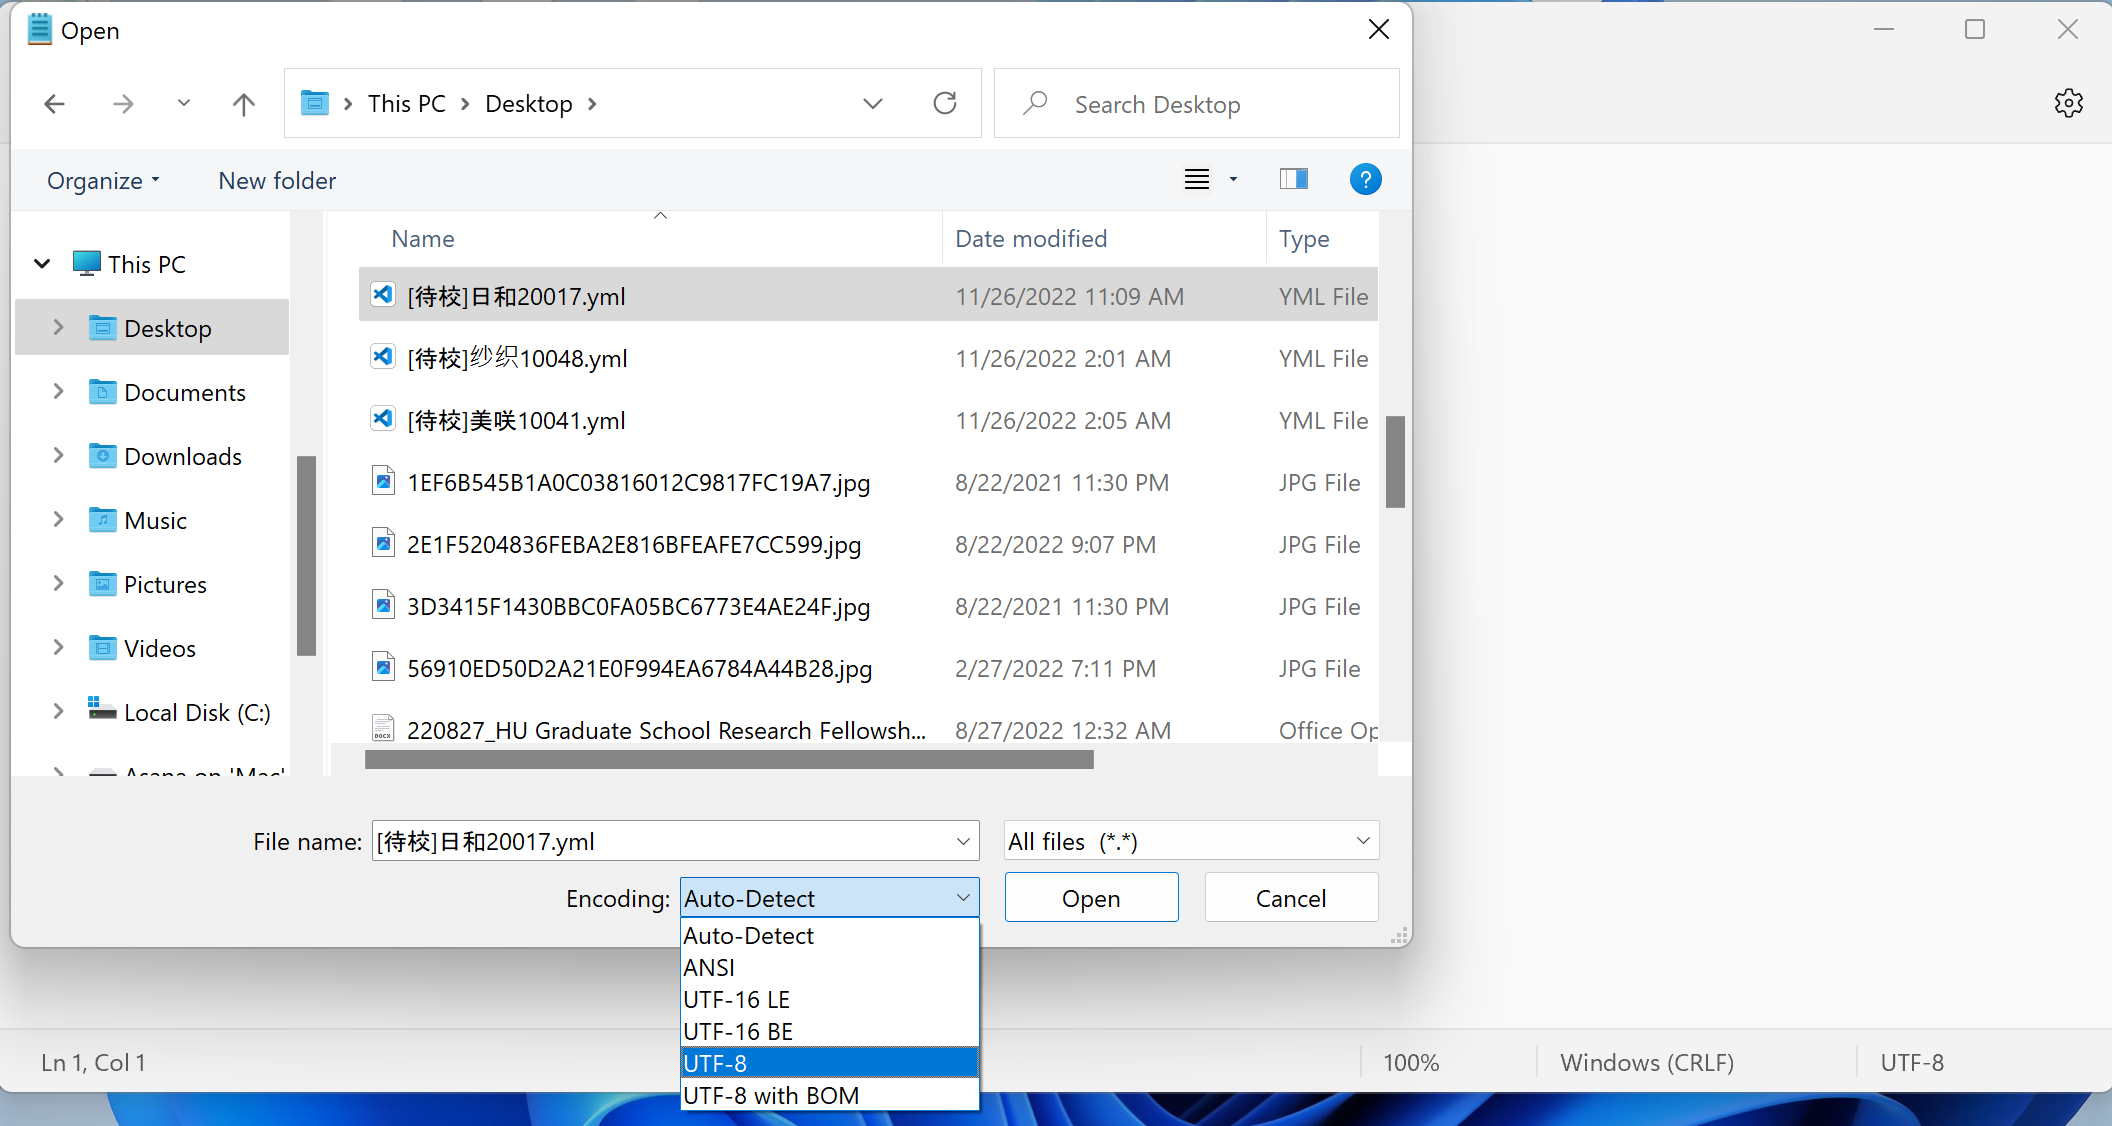 Open
This PC
Desktop
Search Desktop
Organize
New folder
?
Name
Date modified
Type
This PC
Desktop
Documents
Downloads
Music
Pictures
Videos
Local Disk (C:)
Asana on 'Mac'
[待校]日和20017.yml 11/26/2022 11:09 AM YML File
[待校]纱织10048.yml 11/26/2022 2:01 AM YML File
[待校]美咲10041.yml 11/26/2022 2:05 AM YML File
1EF6B545B1A0C03816012C9817FC19A7.jpg 8/22/2021 11:30 PM JPG File
2E1F5204836FEBA2E816BFEAFE7CC599.jpg 8/22/2022 9:07 PM JPG File
3D3415F1430BBC0FA05BC6773E4AE24F.jpg 8/22/2021 11:30 PM JPG File
56910ED50D2A21E0F994EA6784A44B28.jpg 2/27/2022 7:11 PM JPG File
220827_HU Graduate School Research Fellowsh... 8/27/2022 12:32 AM Office Op
File name: [待校]日和20017.yml All files (*.*)
Encoding: Auto-Detect Open Cancel
Auto-Detect
ANSI
UTF-16 LE
UTF-16 BE
UTF-8
UTF-8 with BOM
Ln 1, Col 1 100% Windows (CRLF) UTF-8